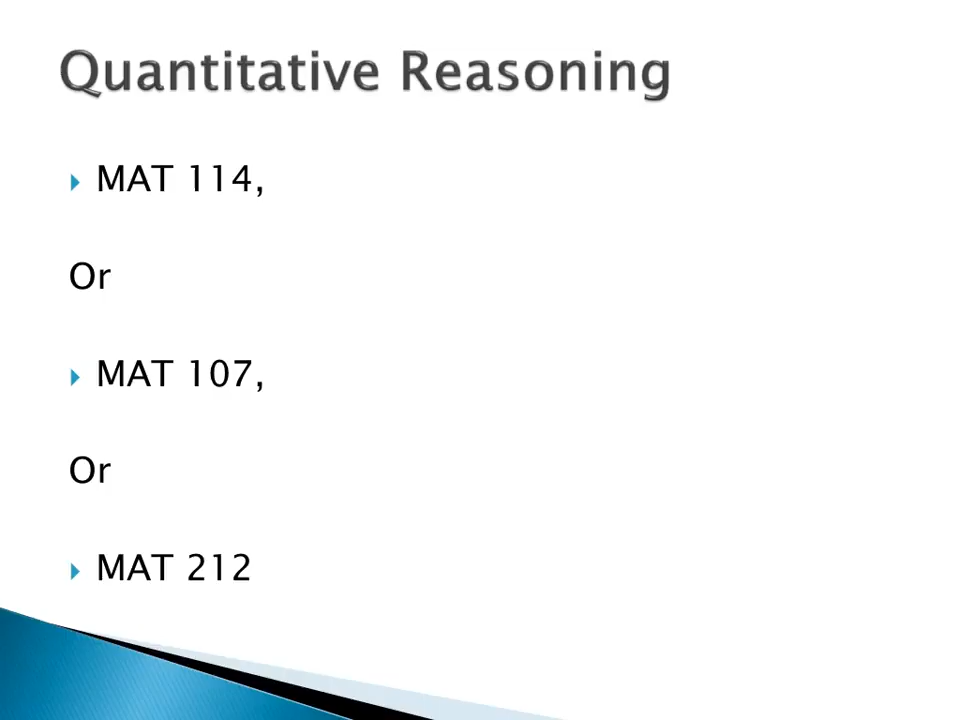 Quantitative Reasoning
MAT 114,
Or
MAT 107,
Or
MAT 212